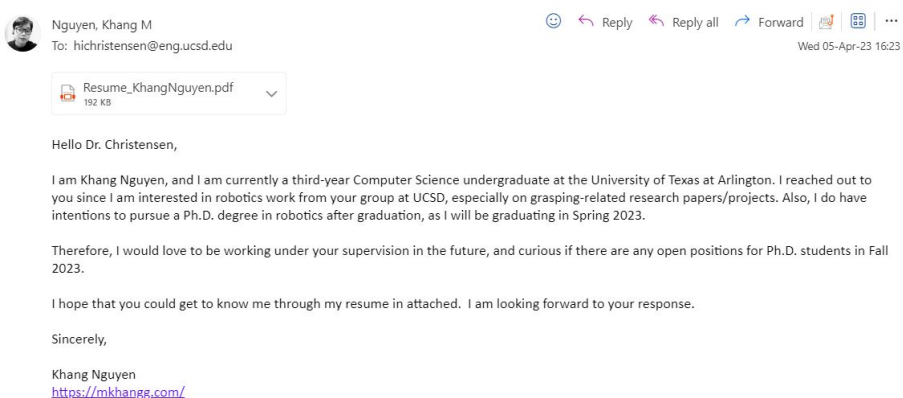 Nguyen, Khang M
Reply
Reply all
Forward
To: hichristensen@eng.ucsd.edu
Wed 05-Apr-23 16:23
Resume_KhangNguyen.pdf
192 KB
Hello Dr. Christensen,
I am Khang Nguyen, and I am currently a third-year Computer Science undergraduate at the University of Texas at Arlington. I reached out to
you since I am interested in robotics work from your group at UCSD, especially on grasping-related research papers/projects. Also, I do have
intentions to pursue a Ph.D. degree in robotics after graduation, as I will be graduating in Spring 2023.
Therefore, I would love to be working under your supervision in the future, and curious if there are any open positions for Ph.D. students in Fall
2023.
I hope that you could get to know me through my resume in attached.  I am looking forward to your response.
Sincerely,
Khang Nguyen
https://mkhangg.com/